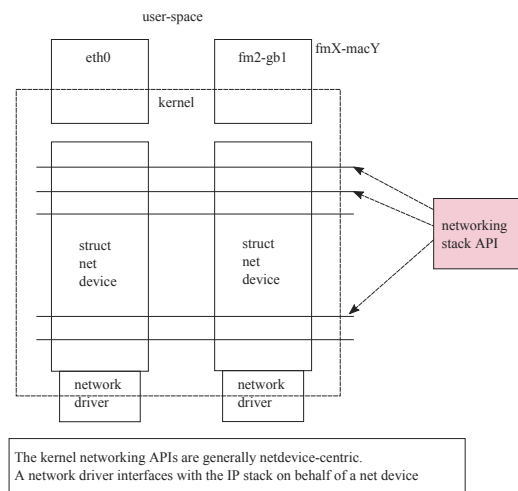 user-space
eth0
fm2-gb1
fmX-macY
kernel
struct
net
device
struct
net
device
networking
stack API
network
driver
network
driver
The kernel networking APIs are generally netdevice-centric.
A network driver interfaces with the IP stack on behalf of a net device